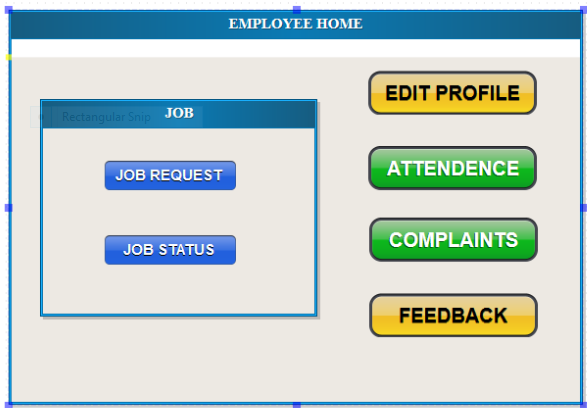 EMPLOYEE HOME
Rectangular Snip
JOB
JOB REQUEST
JOB STATUS
EDIT PROFILE
ATTENDENCE
COMPLAINTS
FEEDBACK